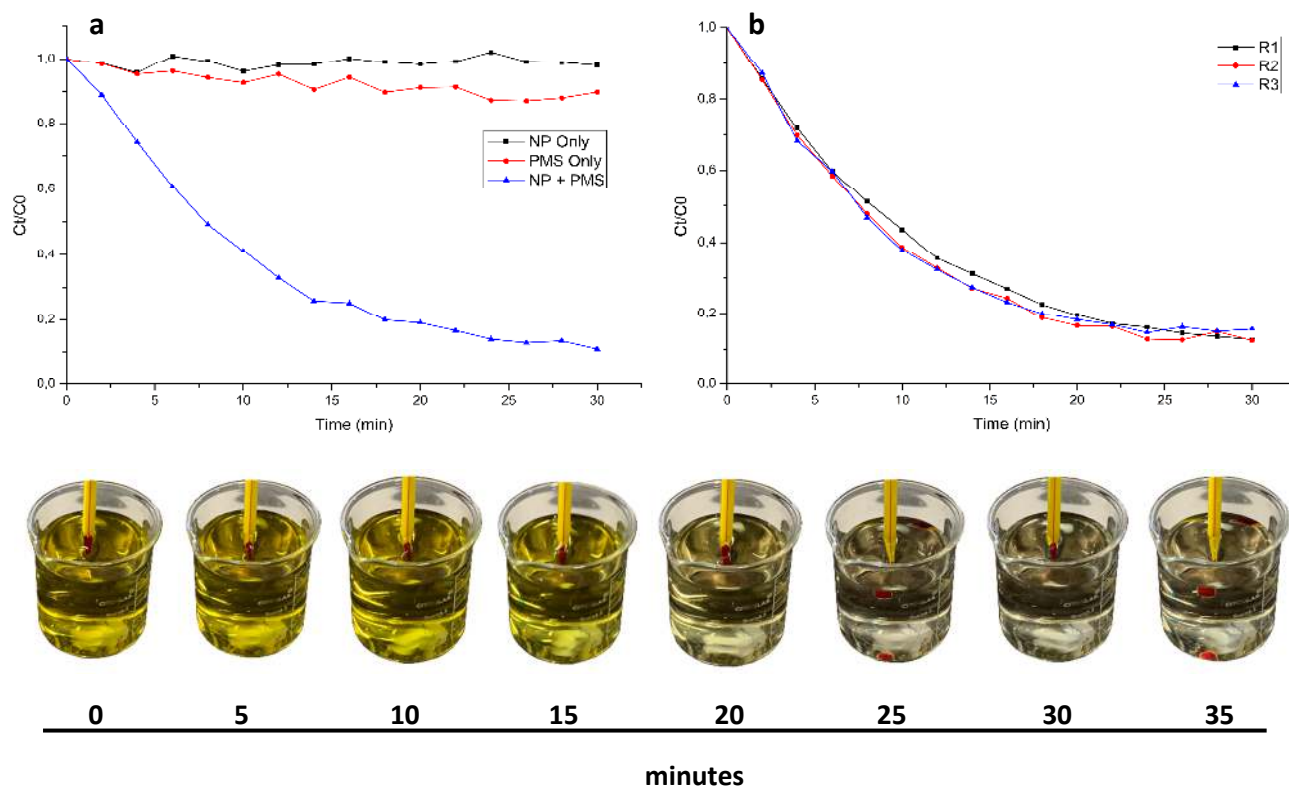 a
1,0
0,8
0,6
0,4
0,2
0,0
Ct/C0
0 5 10 15 20 25 30
Time (min)
NP Only
PMS Only
NP + PMS
b
1,0
0,8
0,6
0,4
0,2
0,0
Ct/C0
0 5 10 15 20 25 30
Time (min)
R1
R2
R3
0 5 10 15 20 25 30 35
minutes